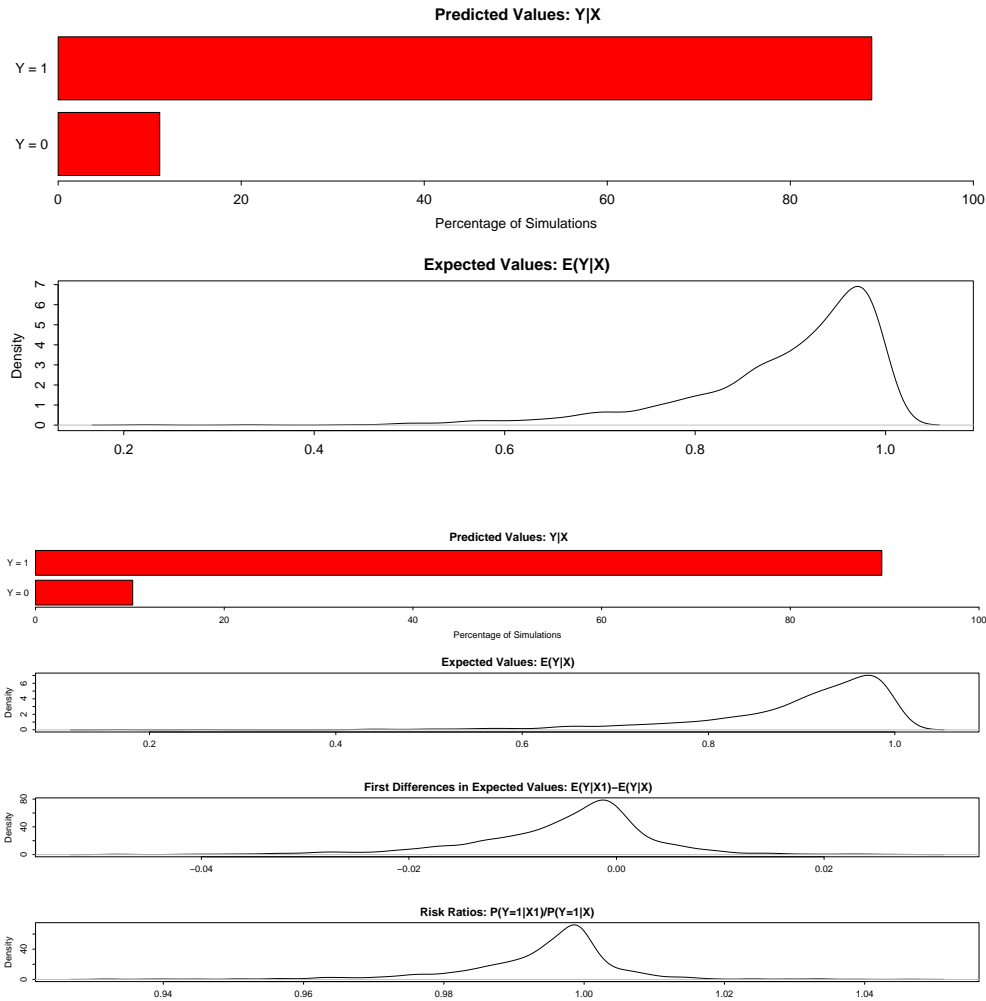 Predicted Values: Y|X
Y = 1
Y = 0
0 20 40 60 80 100
Percentage of Simulations
Expected Values: E(Y|X)
Density
7
6
5
4
3
2
1
0
0.2 0.4 0.6 0.8 1.0
Predicted Values: Y|X
Y = 1
Y = 0
0 20 40 60 80 100
Percentage of Simulations
Expected Values: E(Y|X)
Density
6
4
2
0
0.2 0.4 0.6 0.8 1.0
First Differences in Expected Values: E(Y|X1)−E(Y|X)
Density
80
40
0
−0.04 −0.02 0.00 0.02
Risk Ratios: P(Y=1|X1)/P(Y=1|X)
Density
40
0
0.94 0.96 0.98 1.00 1.02 1.04